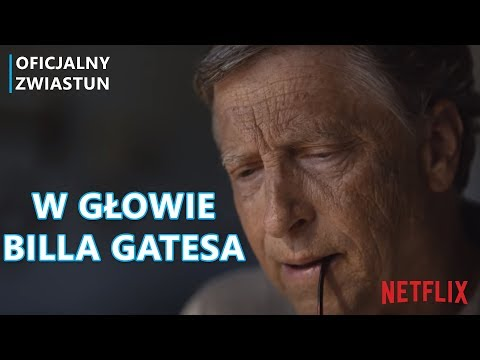 OFICJALNY
ZWIASTUN
W GŁOWIE
BILLA GATESA
NETFLIX